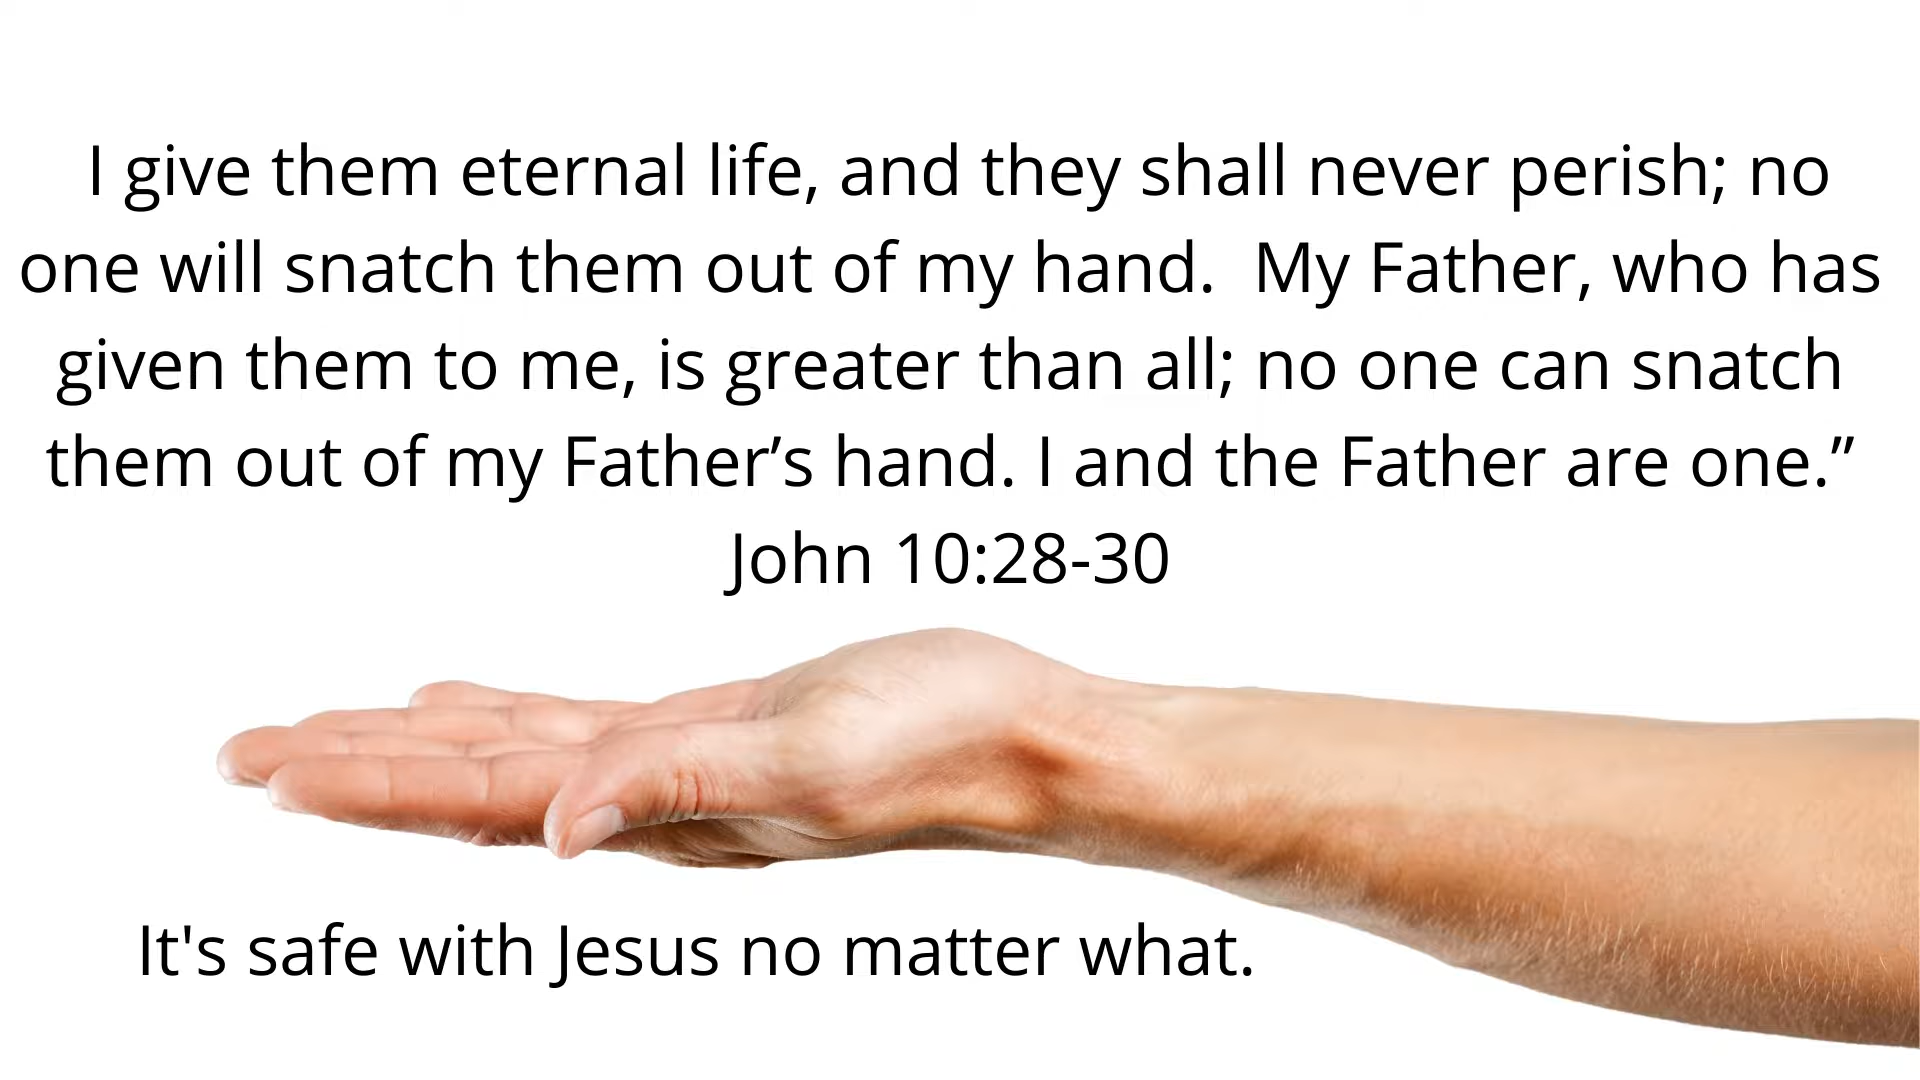 I give them eternal life, and they shall never perish; no
one will snatch them out of my hand.  My Father, who has
given them to me, is greater than all; no one can snatch
them out of my Father’s hand. I and the Father are one.”
John 10:28-30
It's safe with Jesus no matter what.